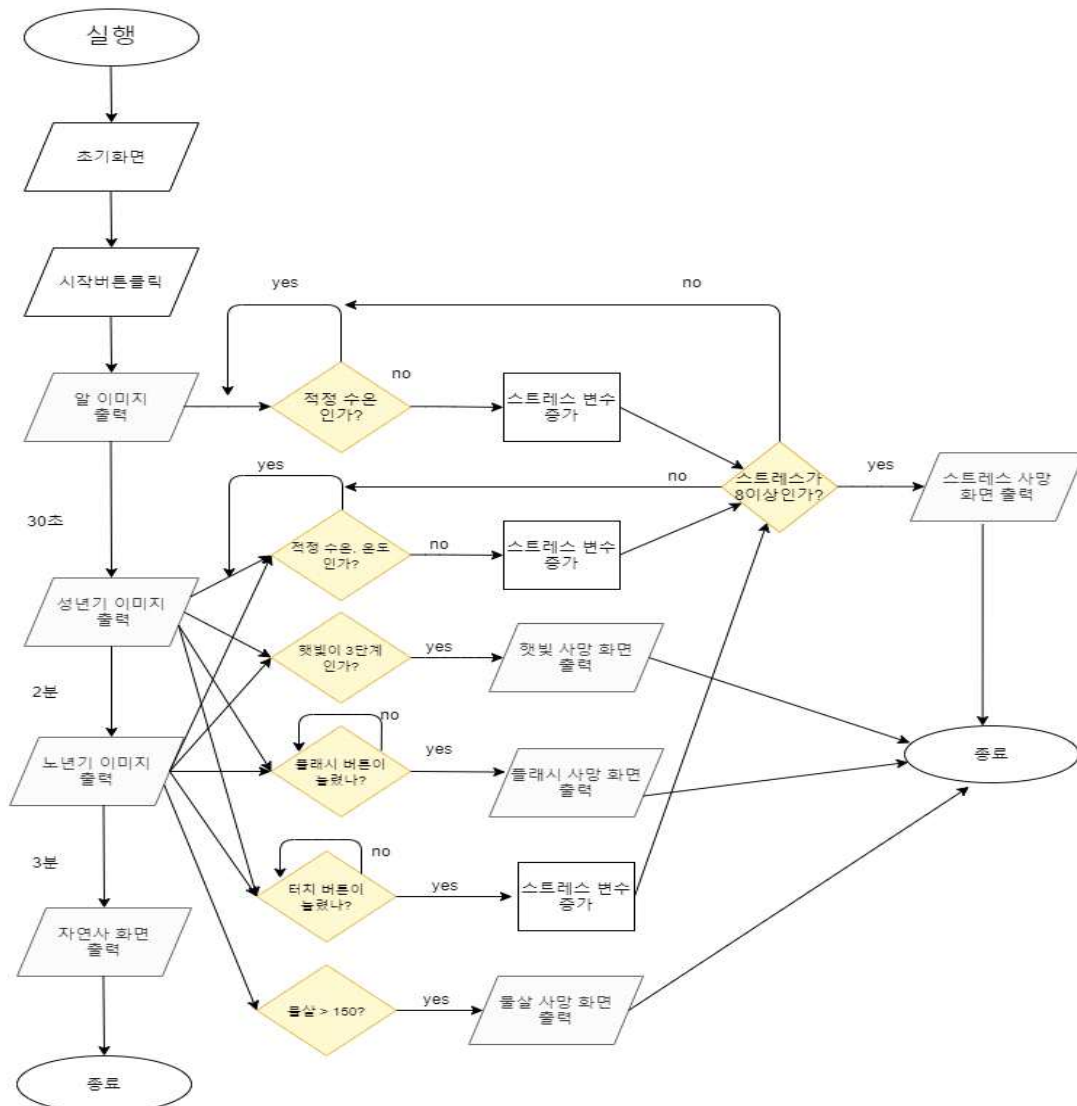 실행
초기화면
시작버튼클릭
yes
no
알 이미지
출력
적정 수온
인가?
no
스트레스 변수
증가
스트레스가
8이상인가?
yes
스트레스 사망
화면 출력
30초
yes
no
성년기 이미지
출력
적정 수온, 온도
인가?
no
스트레스 변수
증가
햇빛이 3단계
인가?
yes
햇빛 사망 화면
출력
2분
노년기 이미지
출력
no
플래시 버튼이
눌렸나?
yes
플래시 사망 화면
출력
종료
3분
no
터치 버튼이
눌렸나?
yes
스트레스 변수
증가
자연사 화면
출력
물살 > 150?
yes
물살 사망 화면
출력
종료